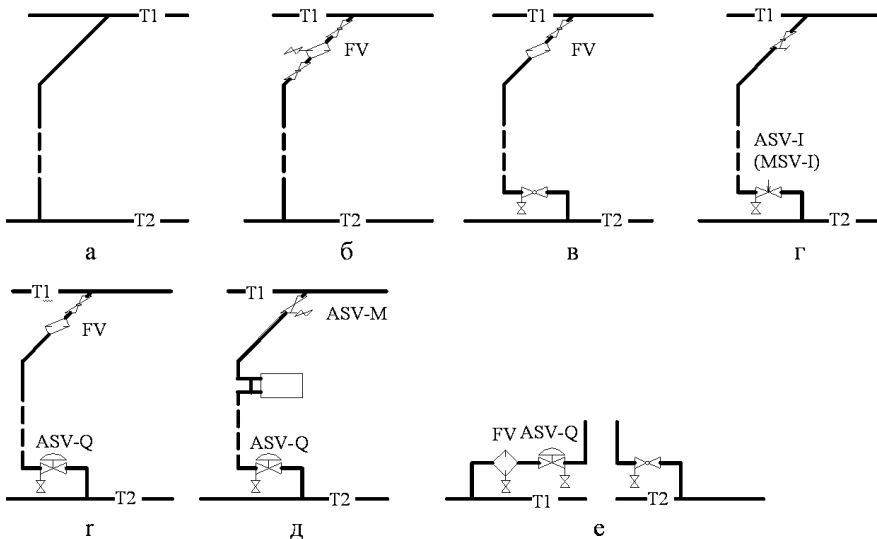 T1
T1
T1
T1
FV
FV
ASV-I
(MSV-I)
T2
T2
T2
T2
а
б
в
г
T1
T1
FV
ASV-M
ASV-Q
ASV-Q
FV
ASV-Q
T2
T2
T1
T2
г
д
е